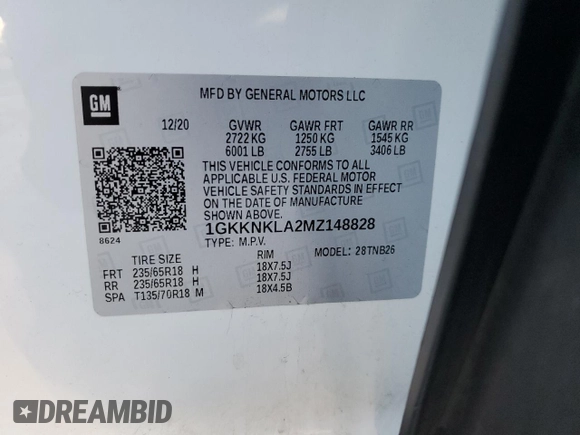 GM
MFD BY GENERAL MOTORS LLC
12/20 GVWR GAWR FRT GAWR RR
2722 KG 1250 KG 1545 KG
6001 LB 2755 LB 3406 LB
THIS VEHICLE CONFORMS TO ALL
APPLICABLE U.S. FEDERAL MOTOR
VEHICLE SAFETY STANDARDS IN EFFECT
ON THE DATE OF MANUFACTURE
SHOWN ABOVE.
8624 1GKKNKLA2MZ148828
TYPE: M.P.V. MODEL: 28TNB26
TIRE SIZE RIM
FRT 235/65R18 H 18X7.5J
RR 235/65R18 H 18X7.5J
SPA T135/70R18 M 18X4.5B
DREAMBID